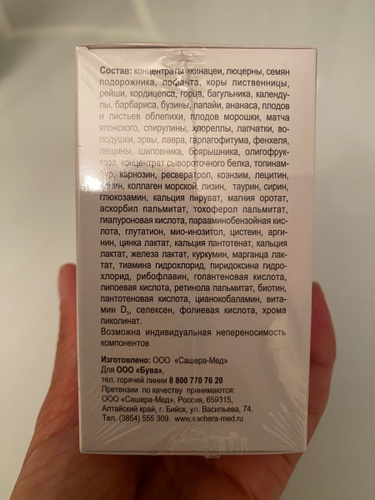 Состав: концентраты эхинацеи, люцерны, семян
подорожника, лофанта, коры лиственницы,
рейши, кордицепса, горца, багульника, календу-
лы, барбариса, бузины, папайи, ананаса, плодов
и листьев облепихи, плодов морошки, матча
японского, спирулины, хлореллы, лапчатки, во-
лодушки, эрвы, лавра, гарпагофитума, фенхеля,
лещины, шиповника, боярышника, олигофрук-
тоза, концентрат сывороточного белка, топинам-
бур, карнозин, ресвератрол, коэнзим, лецитин,
коллаген морской, лизин, таурин, сирин,
глюкозамин, кальция пируват, магния оротат,
аскорбил пальмитат, токоферол пальмитат,
гиалуроновая кислота, парааминобензойная кисло-
та, глутатион, мио-инозитол, цистеин, арги-
нин, цинка лактат, кальция пантотенат, кальция
лактат, железа лактат, куркумин, марганца лак-
тат, тиамина гидрохлорид, пиридоксина гидро-
хлорид, рибофлавин, гопантеновая кислота,
липоевая кислота, ретинола пальмитат, биотин,
пантотеновая кислота, цианокобаламин, вита-
мин D₃, селексен, фолиевая кислота, хрома
пиколинат.
Возможна индивидуальная непереносимость
компонентов
Изготовлено: ООО «Сашера-Мед»
Для ООО «Бува»,
тел. горячей линии 8 800 770 76 20
Претензии по качеству принимаются:
ООО «Сашера-Мед», Россия, 659315,
Алтайский край, г. Бийск, ул. Васильева, 74.
Тел. (3854) 555 309. www.sachera-med.ru